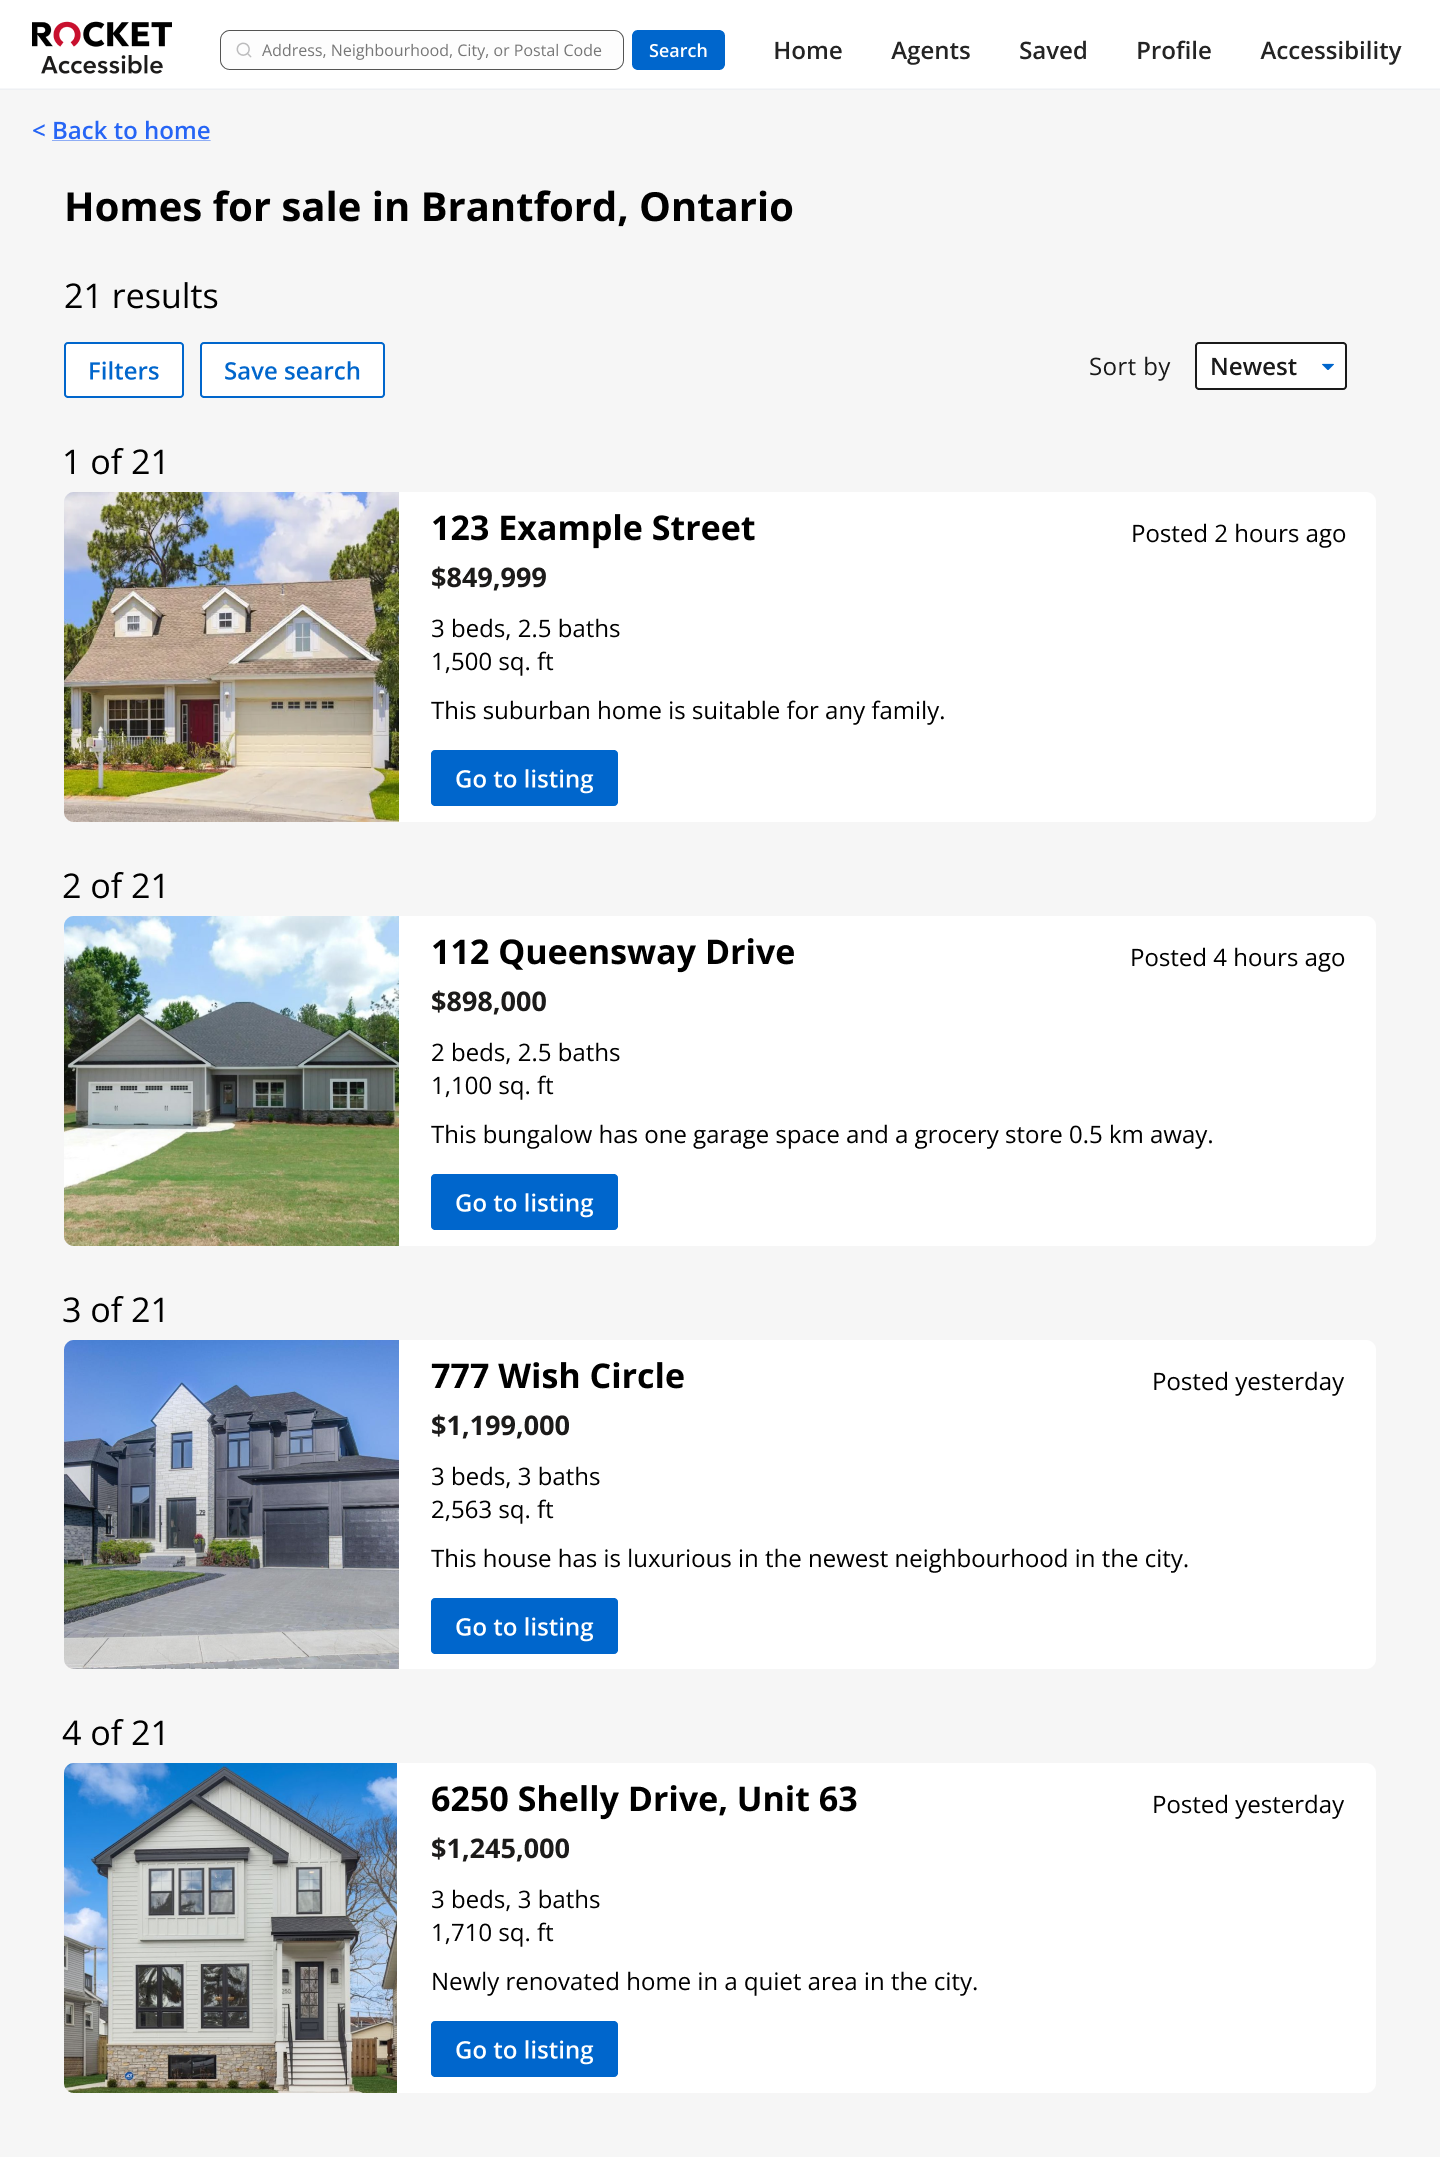 ROCKET
Accessible
Address, Neighbourhood, City, or Postal Code
Search
Home
Agents
Saved
Profile
Accessibility
< Back to home
Homes for sale in Brantford, Ontario
21 results
Filters
Save search
Sort by
Newest
1 of 21
123 Example Street
Posted 2 hours ago
$849,999
3 beds, 2.5 baths
1,500 sq. ft
This suburban home is suitable for any family.
Go to listing
2 of 21
112 Queensway Drive
Posted 4 hours ago
$898,000
2 beds, 2.5 baths
1,100 sq. ft
This bungalow has one garage space and a grocery store 0.5 km away.
Go to listing
3 of 21
777 Wish Circle
Posted yesterday
$1,199,000
3 beds, 3 baths
2,563 sq. ft
This house has is luxurious in the newest neighbourhood in the city.
Go to listing
4 of 21
6250 Shelly Drive, Unit 63
Posted yesterday
$1,245,000
3 beds, 3 baths
1,710 sq. ft
Newly renovated home in a quiet area in the city.
Go to listing